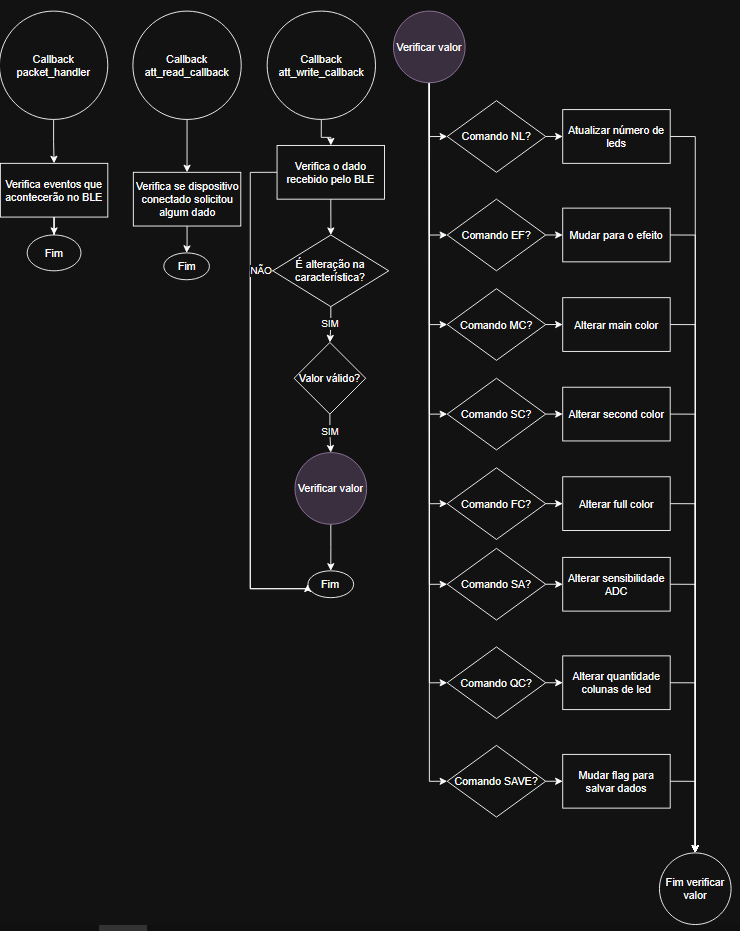 Callback
packet_handler
Verifica eventos que
acontecerão no BLE
Fim
Callback
att_read_callback
Verifica se dispositivo
conectado solicitou
algum dado
Fim
Callback
att_write_callback
Verifica o dado
recebido pelo BLE
É alteração na
característica?
NÃO
SIM
Valor válido?
SIM
Verificar valor
Fim
Verificar valor
Comando NL?
Atualizar número de
leds
Comando EF?
Mudar para o efeito
Comando MC?
Alterar main color
Comando SC?
Alterar second color
Comando FC?
Alterar full color
Comando SA?
Alterar sensibilidade
ADC
Comando QC?
Alterar quantidade
colunas de led
Comando SAVE?
Mudar flag para
salvar dados
Fim verificar
valor